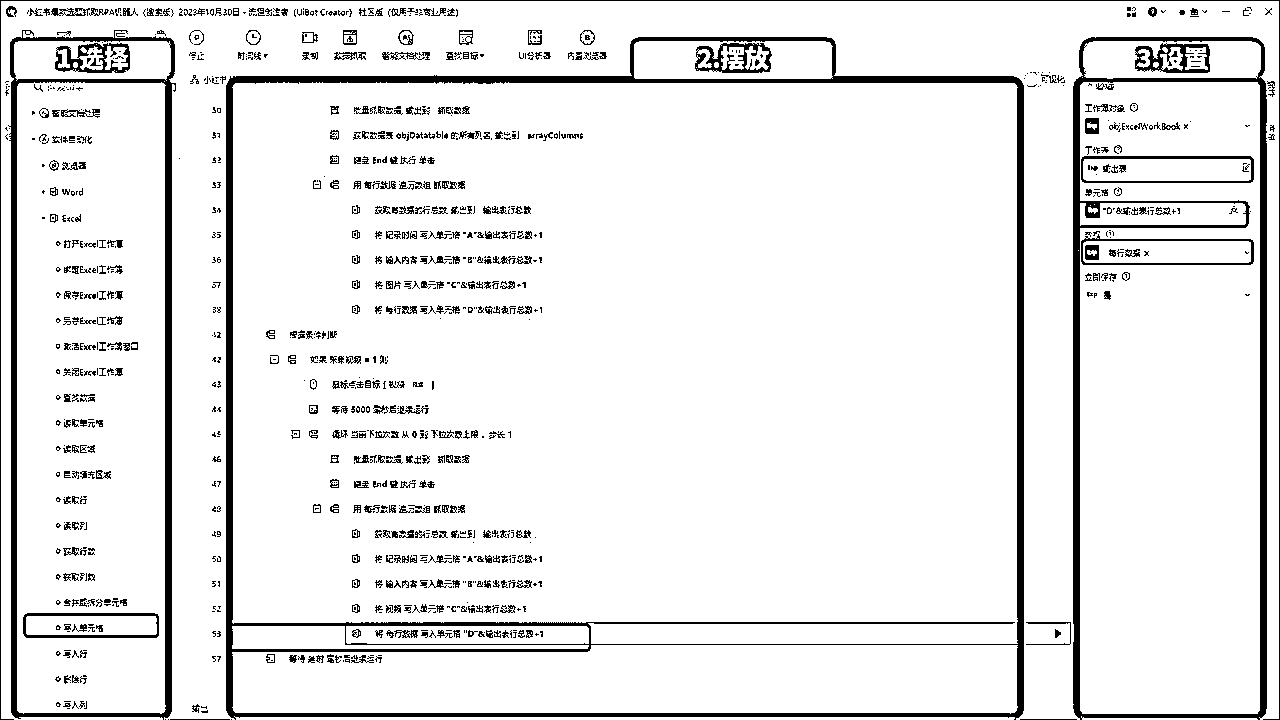 小红书爆款选题抓取RPA机器人（搜索版）2023年10月30日 - 流程创造者（UiBot Creator）社区版（仅用于非商业用途）
停止
时间线
录制
数据抓取
智能文档处理
查找目标
UI分析器
内置浏览器
1.选择
2.摆放
3.设置
小红书
可视化
智能文档处理
软件自动化
浏览器
Word
Excel
打开Excel工作簿
绑定Excel工作簿
保存Excel工作簿
另存Excel工作簿
激活Excel工作簿窗口
关闭Excel工作簿
查找数据
读取单元格
读取区域
自动填充区域
读取行
读取列
获取行数
获取列数
合并或拆分单元格
写入单元格
写入行
删除行
写入列
30 批量抓取数据, 输出到 抓取数据
31 获取数据表 objDatatable 的所有列名, 输出到 arrayColumns
32 键盘 End 键 执行 单击
33 用 每行数据 遍历数组 抓取数据
34 获取有数据的行总数, 输出到 输出表行总数
35 将 记录时间 写入单元格 "A"&输出表行总数+1
36 将 输入内容 写入单元格 "B"&输出表行总数+1
37 将 图片 写入单元格 "C"&输出表行总数+1
38 将 每行数据 写入单元格 "D"&输出表行总数+1
42 根据条件判断
42 如果 采集视频 = 1 则
43 鼠标点击目标
44 等待 5000 毫秒后继续运行
45 循环 当前下拉次数 从 0 到 下拉次数上限 , 步长 1
46 批量抓取数据, 输出到 抓取数据
47 键盘 End 键 执行 单击
48 用 每行数据 遍历数组 抓取数据
49 获取有数据的行总数, 输出到 输出表行总数
50 将 记录时间 写入单元格 "A"&输出表行总数+1
51 将 输入内容 写入单元格 "B"&输出表行总数+1
52 将 视频 写入单元格 "C"&输出表行总数+1
53 将 每行数据 写入单元格 "D"&输出表行总数+1
57 等待 延时 毫秒后继续运行
输出
必选
工作簿对象
objExcelWorkBook ×
工作表
Exp 输出表
单元格
"D"&输出表行总数+1
数据
每行数据 ×
立即保存
Exp 是